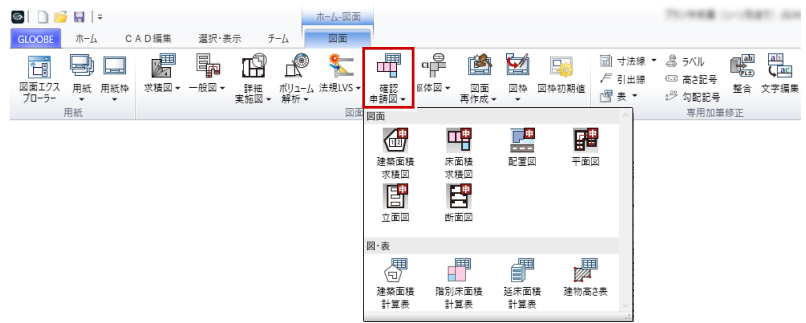 ホーム-図面
GLOOBE ホーム CAD編集 選択・表示 チーム 図面
図面エクスプローラー 用紙 用紙枠 求積図 一般図 詳細実施図 ボリューム解析 法規LVS 確認申請図 躯体図 図面再作成 図枠 図枠初期値 寸法線 ラベル 整合 文字編集
引出線 高さ記号
表 勾配記号
用紙 図面 専用加筆修正
図面
建築面積 床面積 配置図 平面図
求積図 求積図
立面図 断面図
図・表
建築面積 階別床面積 延床面積 建物高さ表
計算表 計算表 計算表